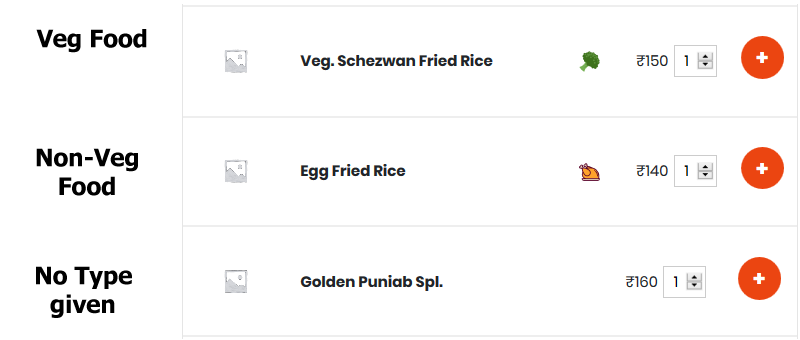 Veg Food
Veg. Schezwan Fried Rice ₹150 1 +
Non-Veg
Food
Egg Fried Rice ₹140 1 +
No Type
given
Golden Puniab Spl. ₹160 1 +